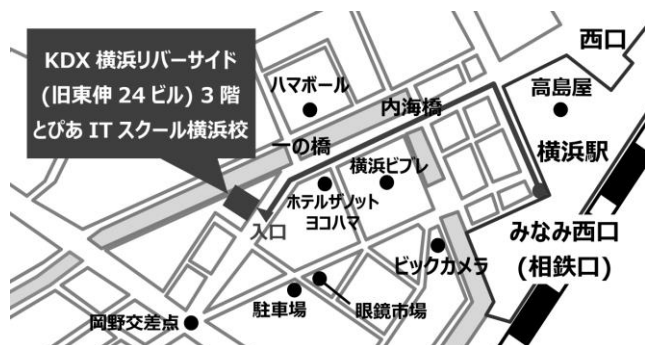 KDX 横浜リバーサイド
(旧東伸 24 ビル) 3 階
とぴあ IT スクール横浜校
ハマボール
内海橋
西口
高島屋
一の橋
横浜ビブレ
横浜駅
ホテルザノット
ヨコハマ
入口
みなみ西口
(相鉄口)
ビックカメラ
駐車場
眼鏡市場
岡野交差点